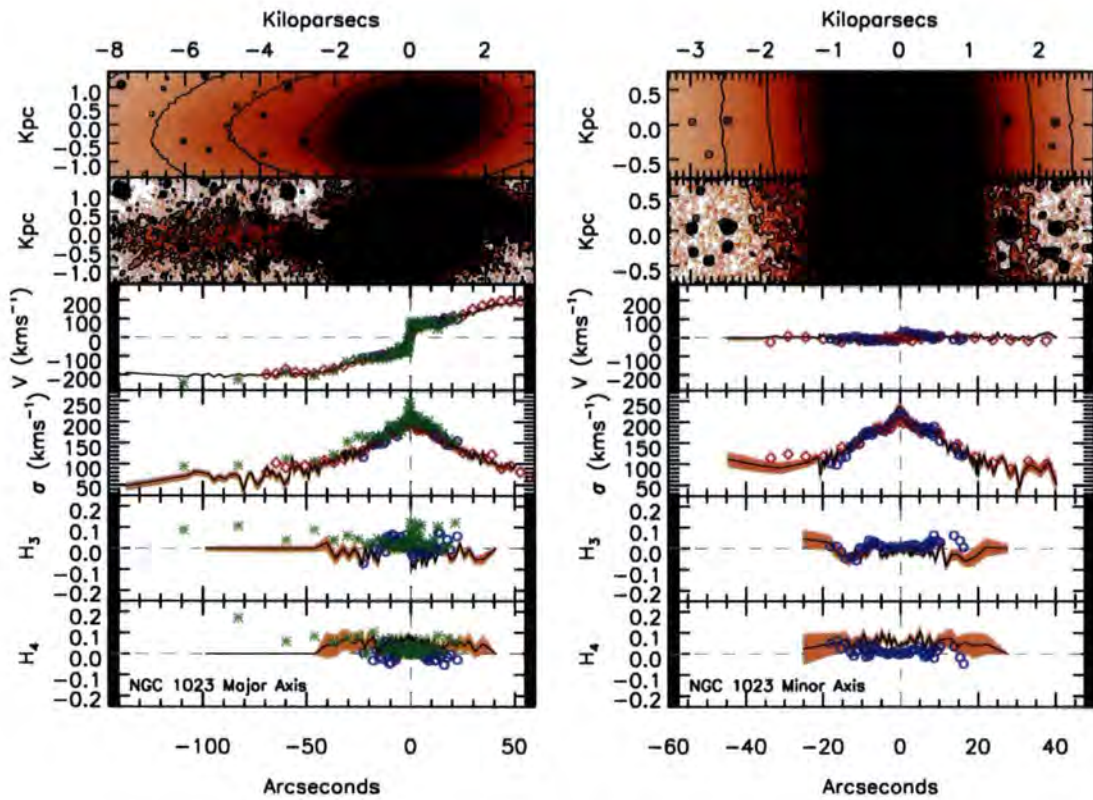 Kiloparsecs
-8 -6 -4 -2 0 2
Kpc
1.0
0.5
0.0
-0.5
-1.0
Kpc
1.0
0.5
0.0
-0.5
-1.0
V (kms⁻¹)
200
100
0
-100
-200
σ (kms⁻¹)
250
200
150
100
50
H₃
0.2
0.1
0.0
-0.1
-0.2
H₄
0.2
0.1
0.0
-0.1
-0.2
NGC 1023 Major Axis
-100 -50 0 50
Arcseconds
Kiloparsecs
-3 -2 -1 0 1 2
Kpc
0.5
0.0
-0.5
Kpc
0.5
0.0
-0.5
V (kms⁻¹)
200
100
0
-100
-200
σ (kms⁻¹)
250
200
150
100
50
H₃
0.2
0.1
0.0
-0.1
-0.2
H₄
0.2
0.1
0.0
-0.1
-0.2
NGC 1023 Minor Axis
-60 -40 -20 0 20 40
Arcseconds